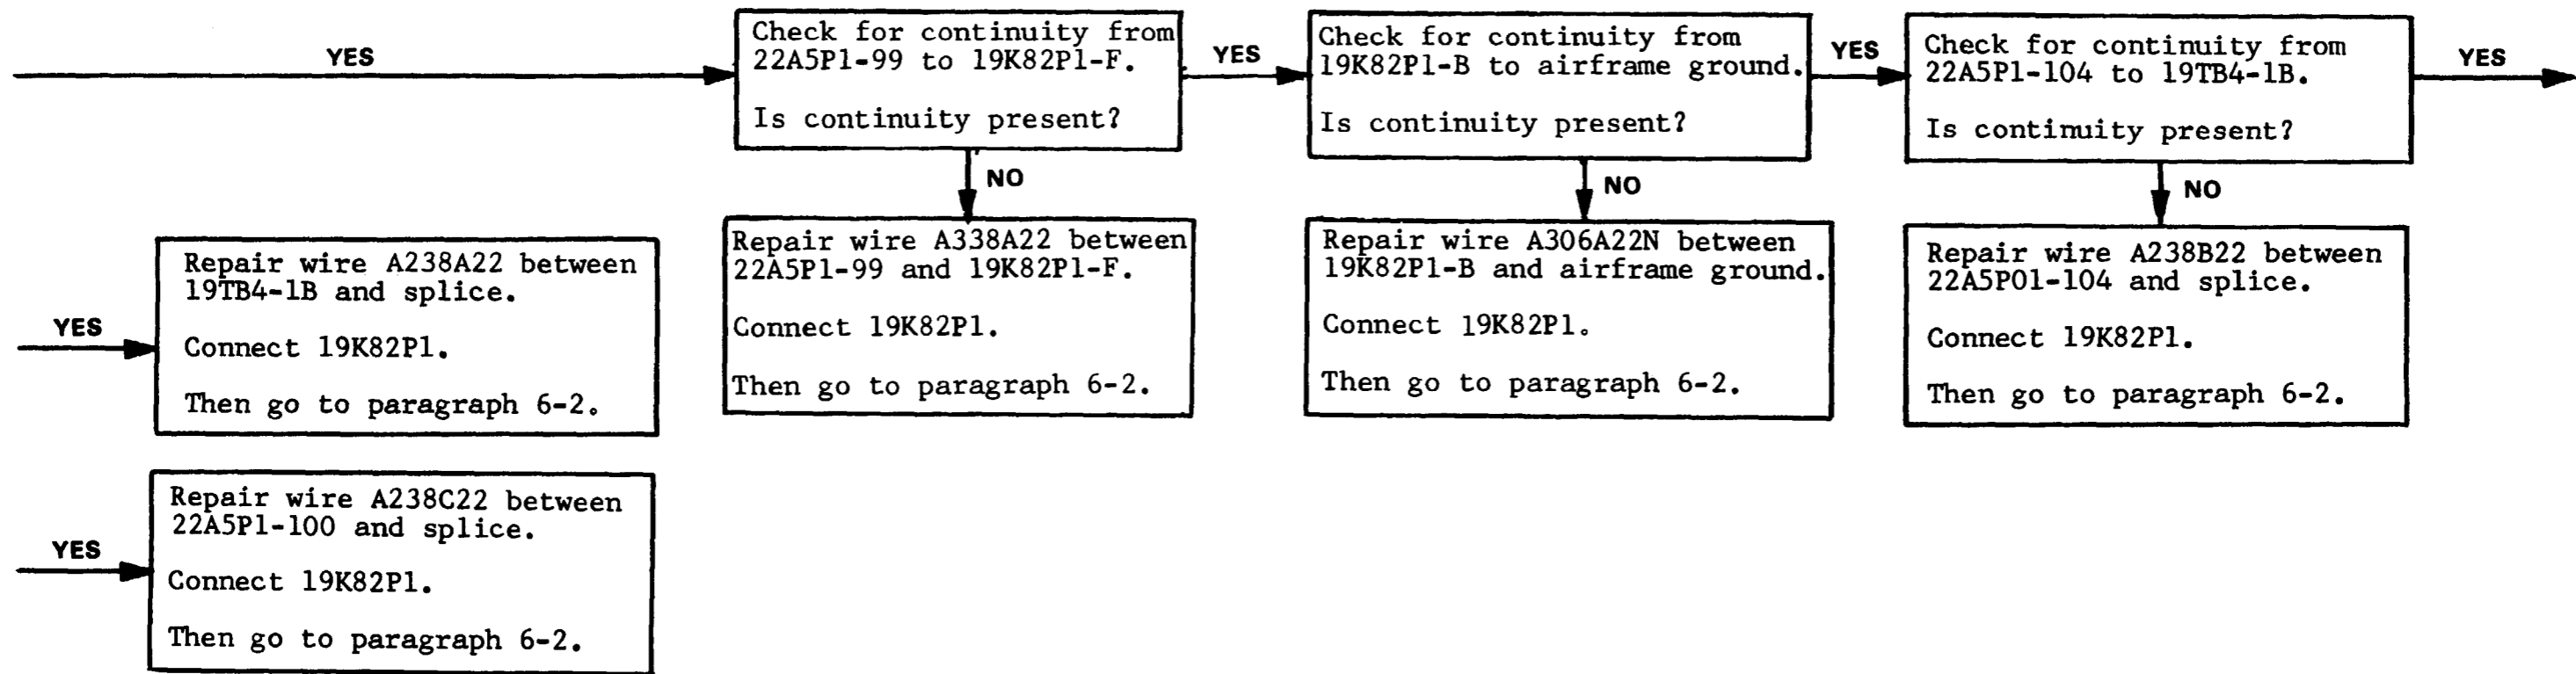 YES
Check for continuity from
22A5P1-99 to 19K82P1-F.
Is continuity present?
YES
Check for continuity from
19K82P1-B to airframe ground.
Is continuity present?
YES
Check for continuity from
22A5P1-104 to 19TB4-1B.
Is continuity present?
YES
NO
NO
NO
YES
Repair wire A238A22 between
19TB4-1B and splice.
Connect 19K82P1.
Then go to paragraph 6-2.
Repair wire A338A22 between
22A5P1-99 and 19K82P1-F.
Connect 19K82P1.
Then go to paragraph 6-2.
Repair wire A306A22N between
19K82P1-B and airframe ground.
Connect 19K82P1.
Then go to paragraph 6-2.
Repair wire A238B22 between
22A5P01-104 and splice.
Connect 19K82P1.
Then go to paragraph 6-2.
YES
Repair wire A238C22 between
22A5P1-100 and splice.
Connect 19K82P1.
Then go to paragraph 6-2.